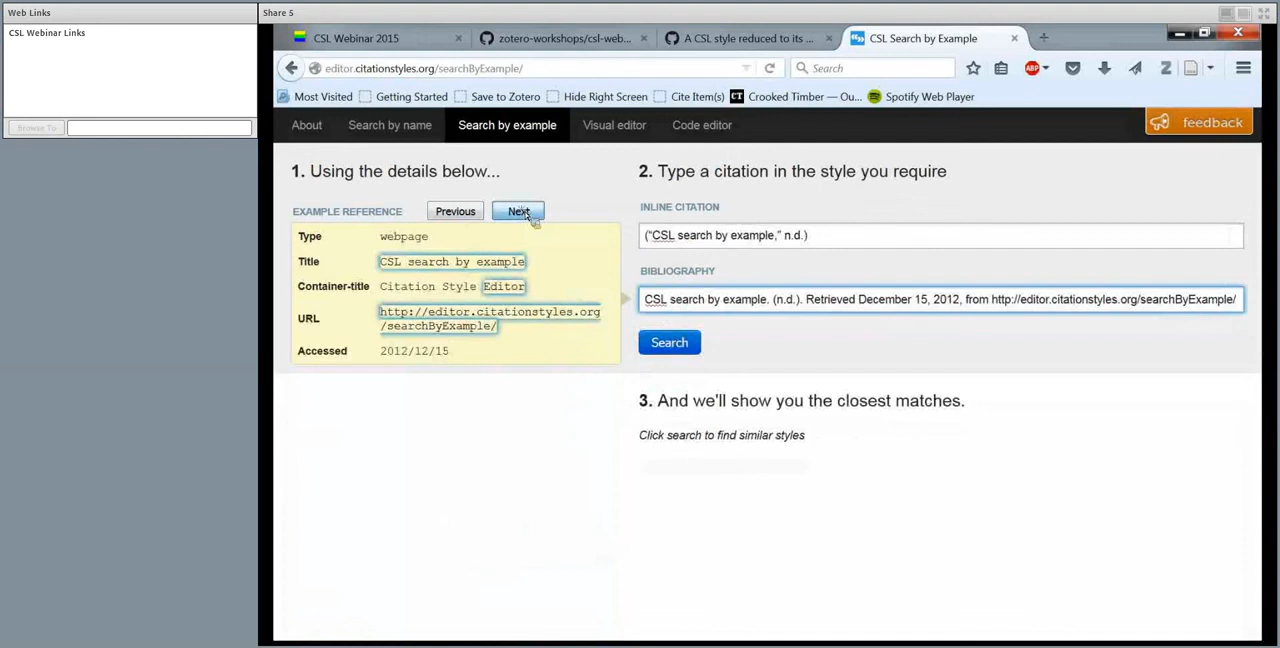 Web Links
CSL Webinar Links
Browse To
Share 5
CSL Webinar 2015
zotero-workshops/csl-web...
A CSL style reduced to its ...
CSL Search by Example
editor.citationstyles.org/searchByExample/
Search
ABP
Z
Most Visited
Getting Started
Save to Zotero
Hide Right Screen
Cite Item(s)
CT Crooked Timber — Ou...
Spotify Web Player
About
Search by name
Search by example
Visual editor
Code editor
feedback
1. Using the details below...
EXAMPLE REFERENCE
Previous
Next
Type webpage
Title CSL search by example
Container-title Citation Style Editor
URL http://editor.citationstyles.org
/searchByExample/
Accessed 2012/12/15
2. Type a citation in the style you require
INLINE CITATION
(“CSL search by example,” n.d.)
BIBLIOGRAPHY
CSL search by example. (n.d.). Retrieved December 15, 2012, from http://editor.citationstyles.org/searchByExample/
Search
3. And we'll show you the closest matches.
Click search to find similar styles